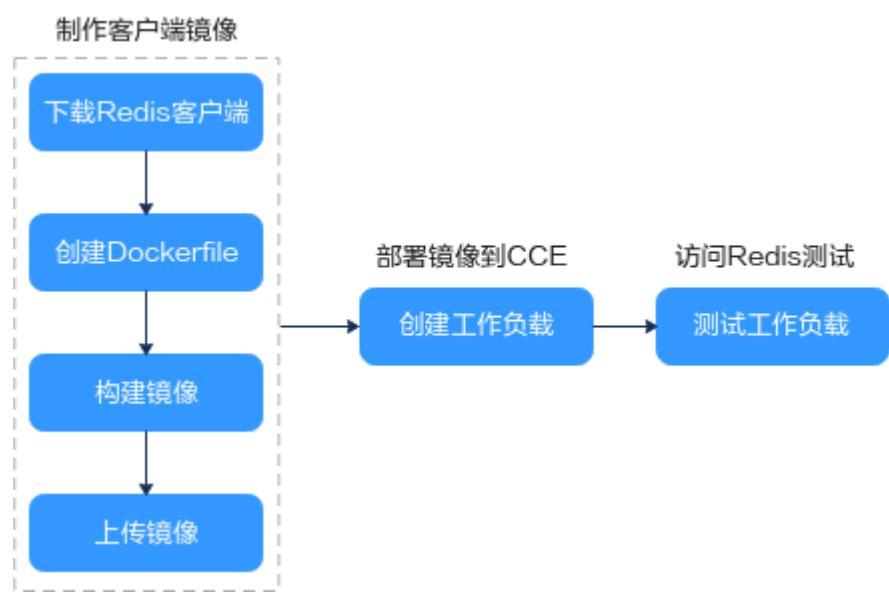 制作客户端镜像
下载Redis客户端
创建Dockerfile
构建镜像
上传镜像
部署镜像到CCE
创建工作负载
访问Redis测试
测试工作负载